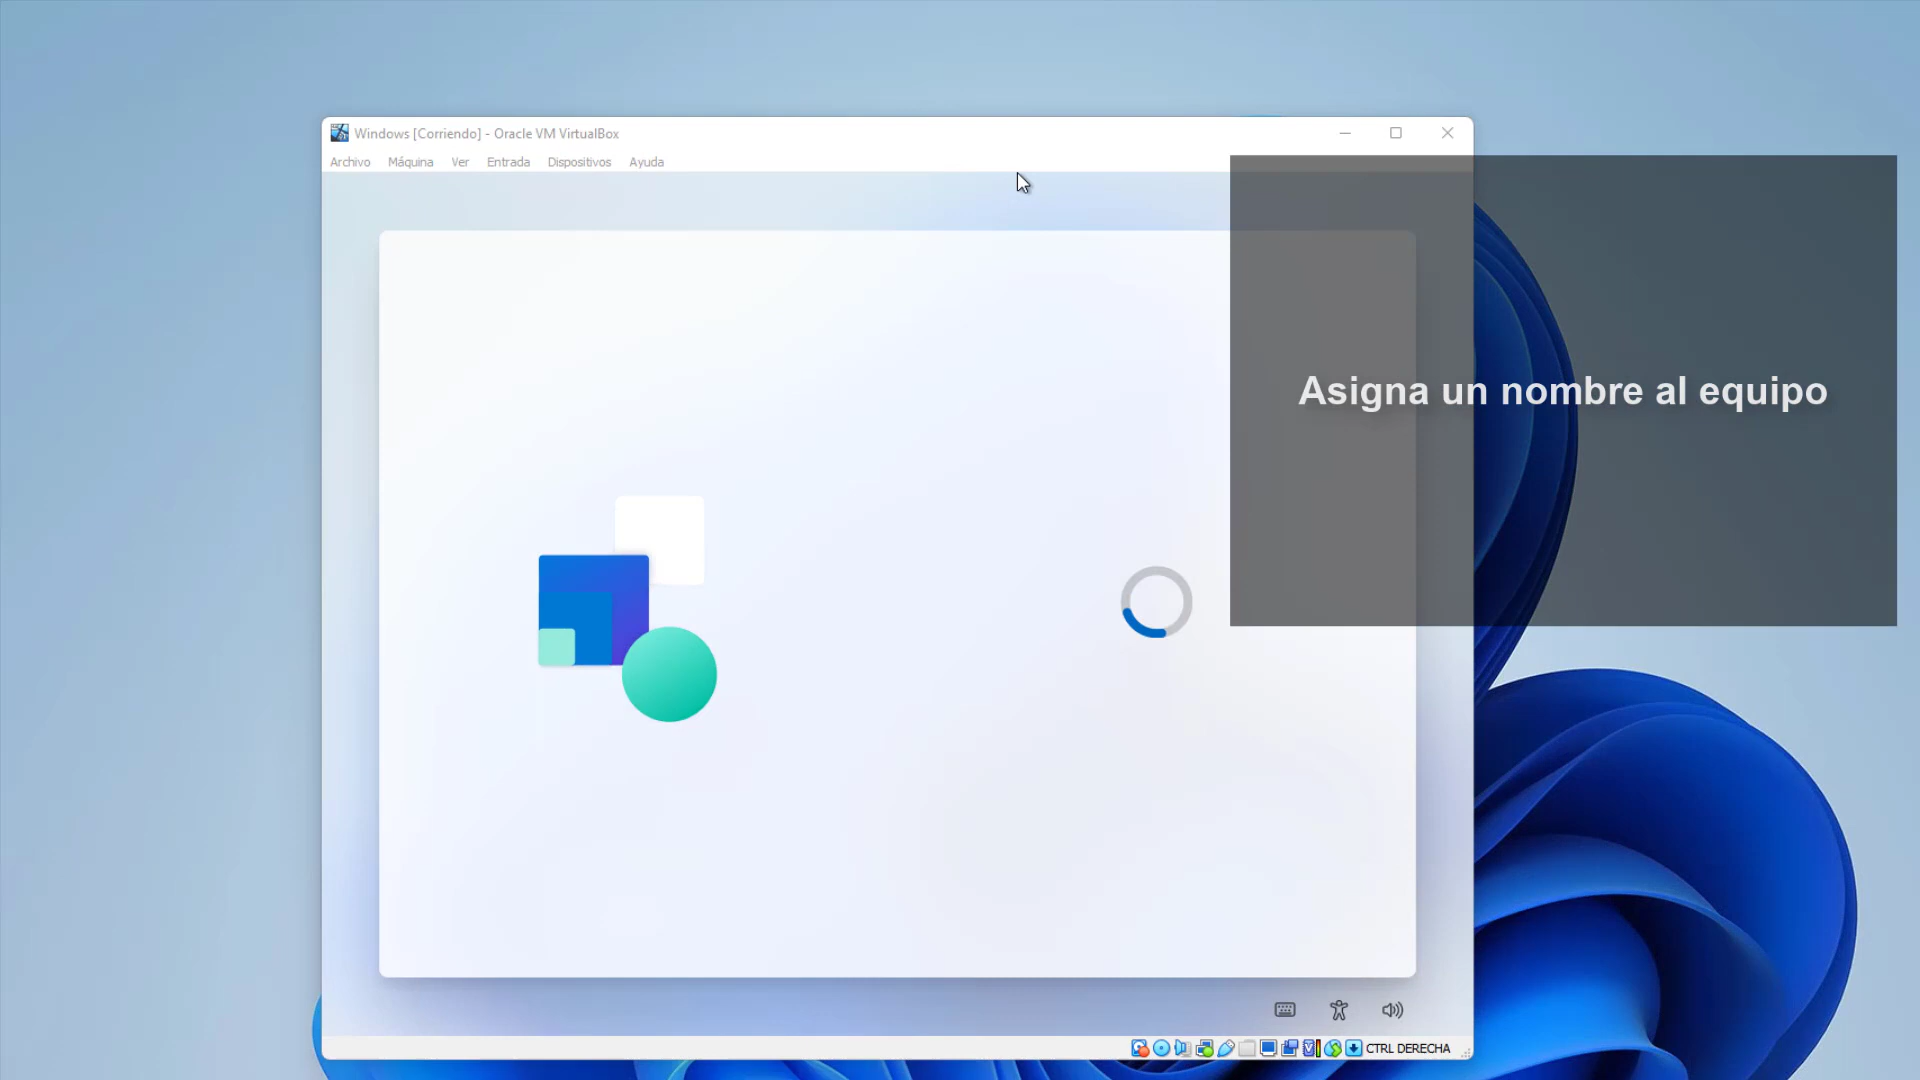 Windows [Corriendo] - Oracle VM VirtualBox
Archivo Máquina Ver Entrada Dispositivos Ayuda
Asigna un nombre al equipo
CTRL DERECHA